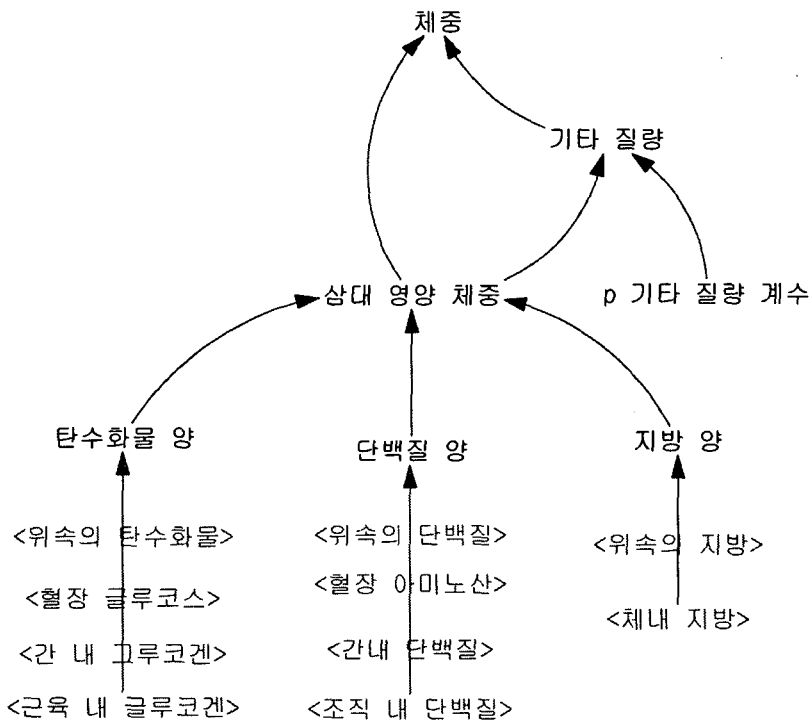 체중
기타 질량
삼대 영양 체중
p 기타 질량 계수
탄수화물 양
단백질 양
지방 양
<위속의 탄수화물>
<위속의 단백질>
<위속의 지방>
<혈장 글루코스>
<혈장 아미노산>
<체내 지방>
<간 내 그루코겐>
<간내 단백질>
<근육 내 글루코겐>
<조직 내 단백질>